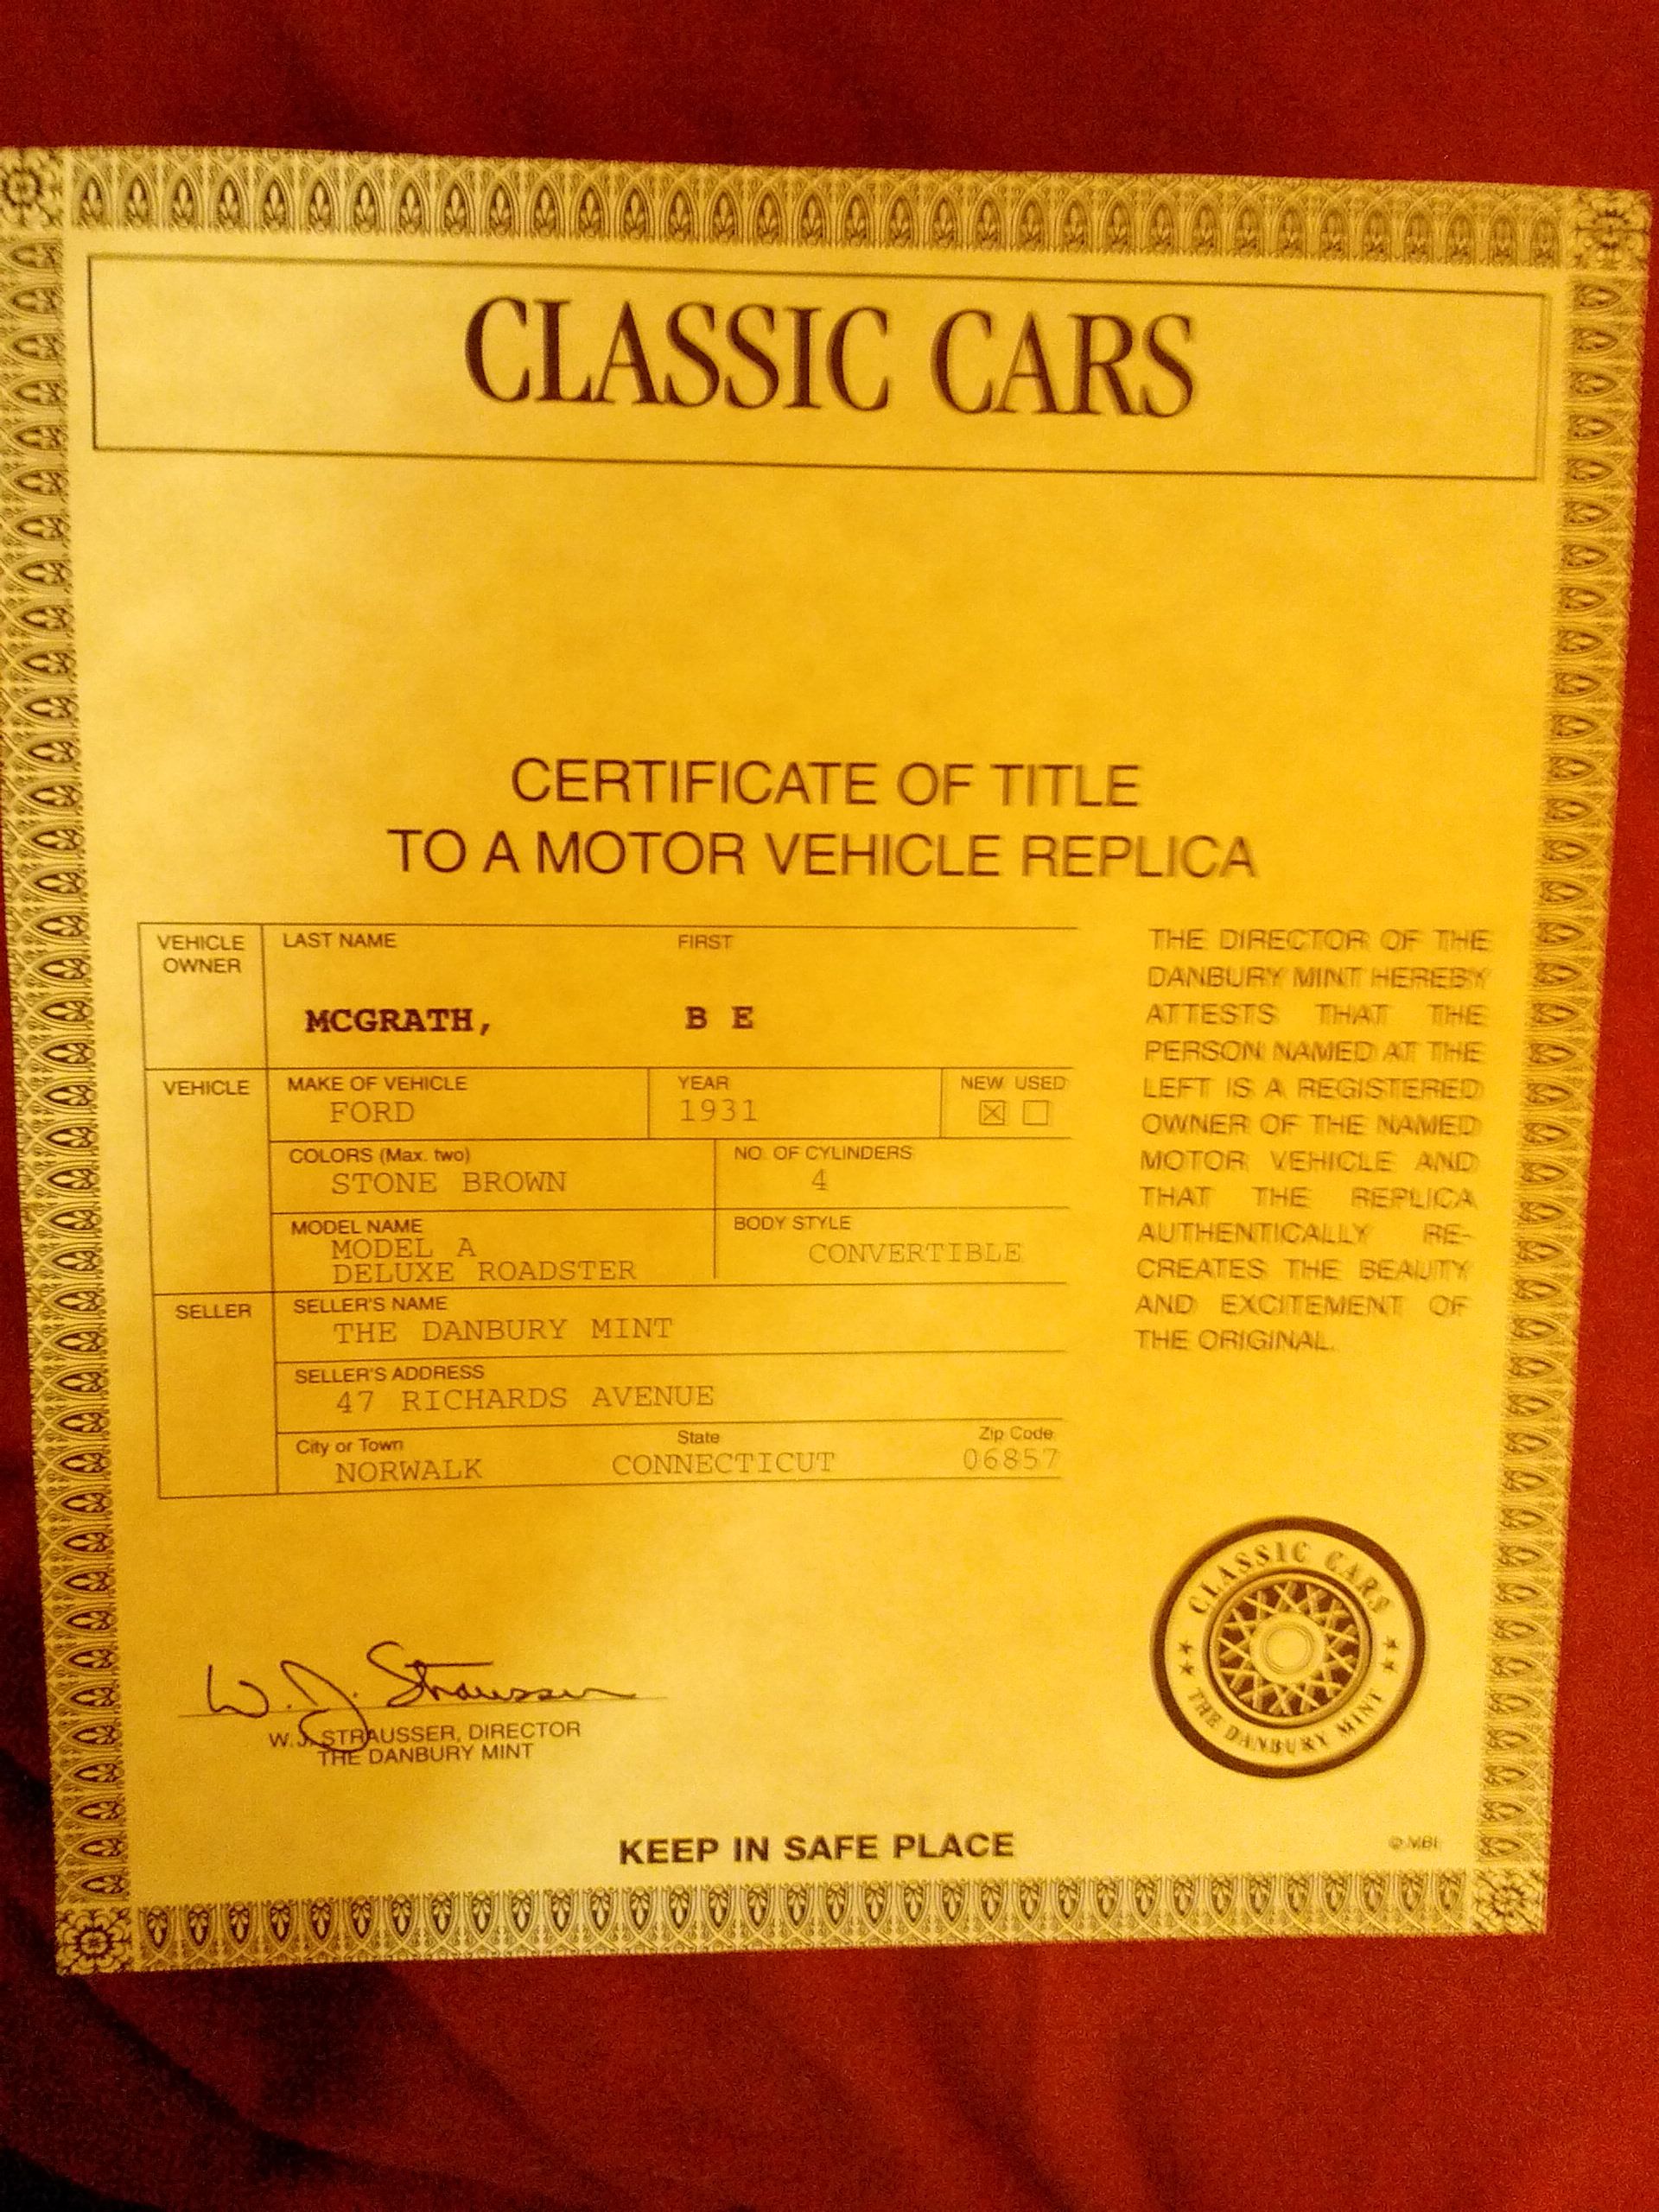 CLASSIC CARS
CERTIFICATE OF TITLE
TO A MOTOR VEHICLE REPLICA
VEHICLE OWNER
LAST NAME FIRST
MCGRATH, B E
VEHICLE
MAKE OF VEHICLE YEAR NEW USED
FORD 1931 ☒ ☐
COLORS (Max. two) NO. OF CYLINDERS
STONE BROWN 4
MODEL NAME BODY STYLE
MODEL A
DELUXE ROADSTER CONVERTIBLE
SELLER
SELLER'S NAME
THE DANBURY MINT
SELLER'S ADDRESS
47 RICHARDS AVENUE
City or Town State Zip Code
NORWALK CONNECTICUT 06857
THE DIRECTOR OF THE
DANBURY MINT HEREBY
ATTESTS THAT THE
PERSON NAMED AT THE
LEFT IS A REGISTERED
OWNER OF THE NAMED
MOTOR VEHICLE AND
THAT THE REPLICA
AUTHENTICALLY RE-
CREATES THE BEAUTY
AND EXCITEMENT OF
THE ORIGINAL.
W. J. Strausser
W. J. STRAUSSER, DIRECTOR
THE DANBURY MINT
CLASSIC CARS
THE DANBURY MINT
KEEP IN SAFE PLACE
© MBI